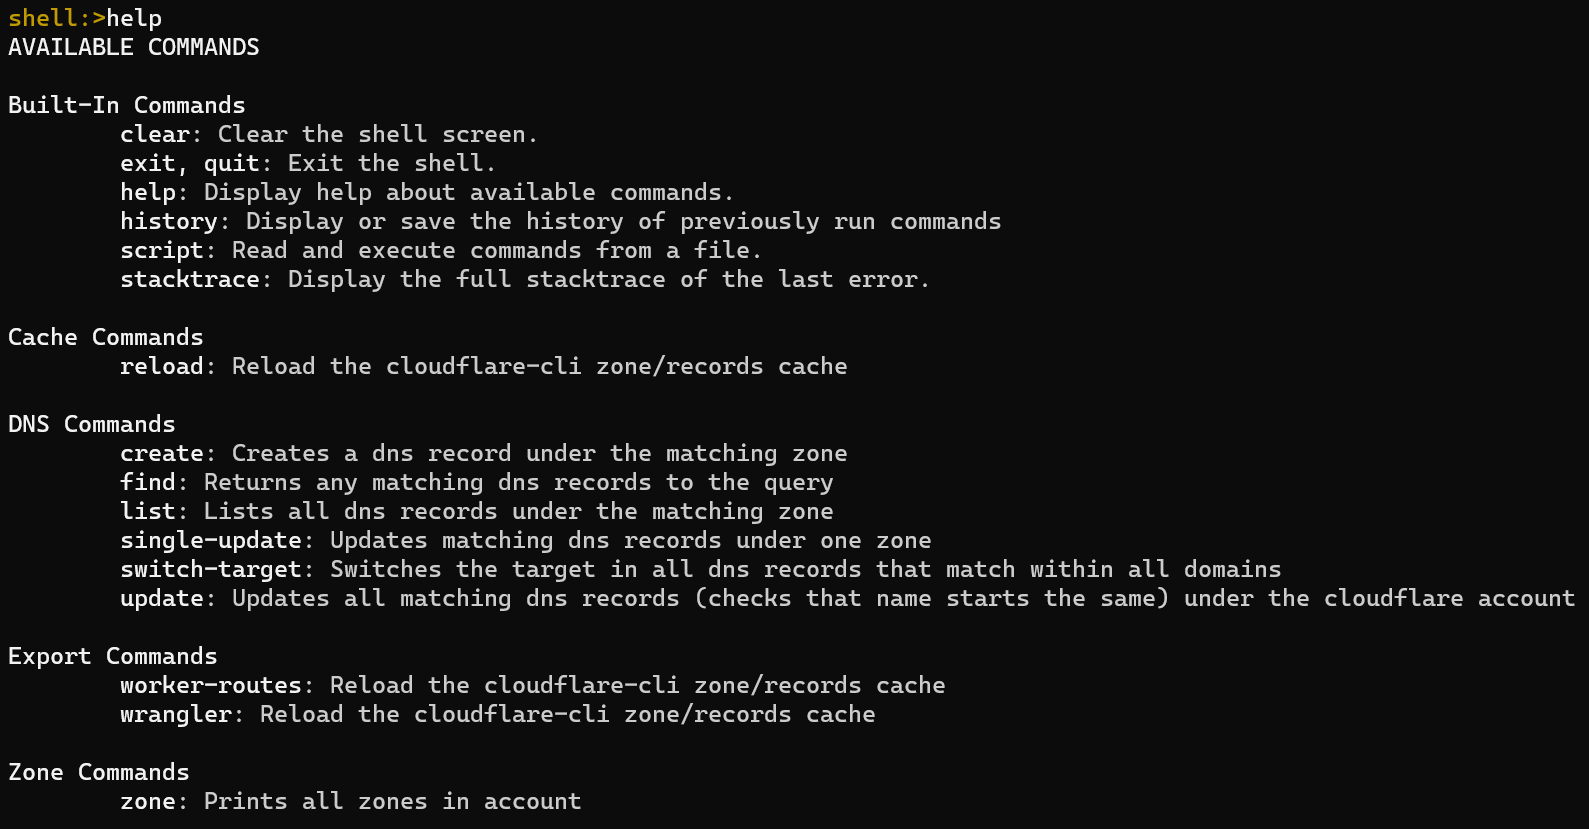 shell:>help
AVAILABLE COMMANDS

Built-In Commands
        clear: Clear the shell screen.
        exit, quit: Exit the shell.
        help: Display help about available commands.
        history: Display or save the history of previously run commands
        script: Read and execute commands from a file.
        stacktrace: Display the full stacktrace of the last error.

Cache Commands
        reload: Reload the cloudflare-cli zone/records cache

DNS Commands
        create: Creates a dns record under the matching zone
        find: Returns any matching dns records to the query
        list: Lists all dns records under the matching zone
        single-update: Updates matching dns records under one zone
        switch-target: Switches the target in all dns records that match within all domains
        update: Updates all matching dns records (checks that name starts the same) under the cloudflare account

Export Commands
        worker-routes: Reload the cloudflare-cli zone/records cache
        wrangler: Reload the cloudflare-cli zone/records cache

Zone Commands
        zone: Prints all zones in account